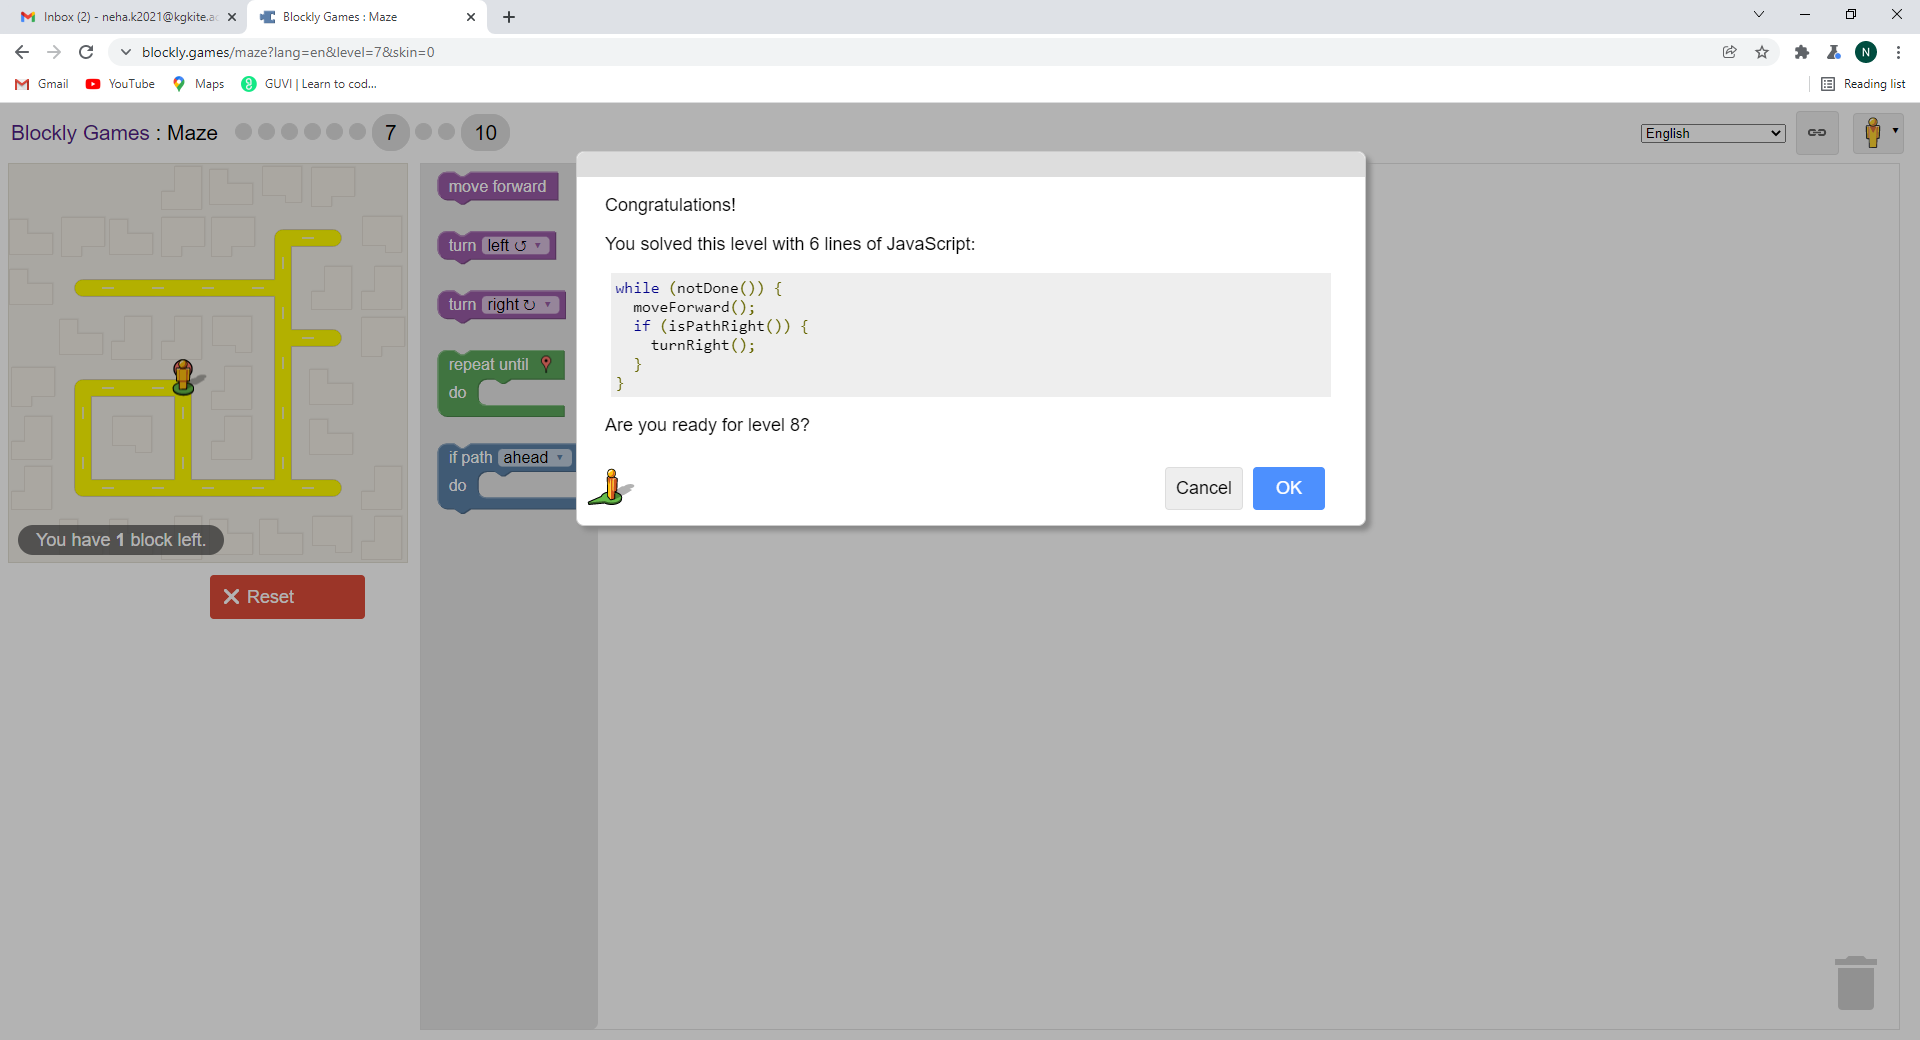 Inbox (2) - neha.k2021@kgkite.ac
Blockly Games : Maze
blockly.games/maze?lang=en&level=7&skin=0
N
Gmail
YouTube
Maps
GUVI | Learn to cod...
Reading list
Blockly Games : Maze
7
10
English
move forward
turn left ↺
turn right ↻
repeat until
do
if path ahead
do
Congratulations!
You solved this level with 6 lines of JavaScript:
while (notDone()) {
  moveForward();
  if (isPathRight()) {
    turnRight();
  }
}
Are you ready for level 8?
Cancel
OK
You have 1 block left.
Reset